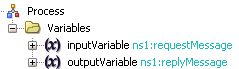 Process
Variables
inputVariable ns1:requestMessage
outputVariable ns1:replyMessage